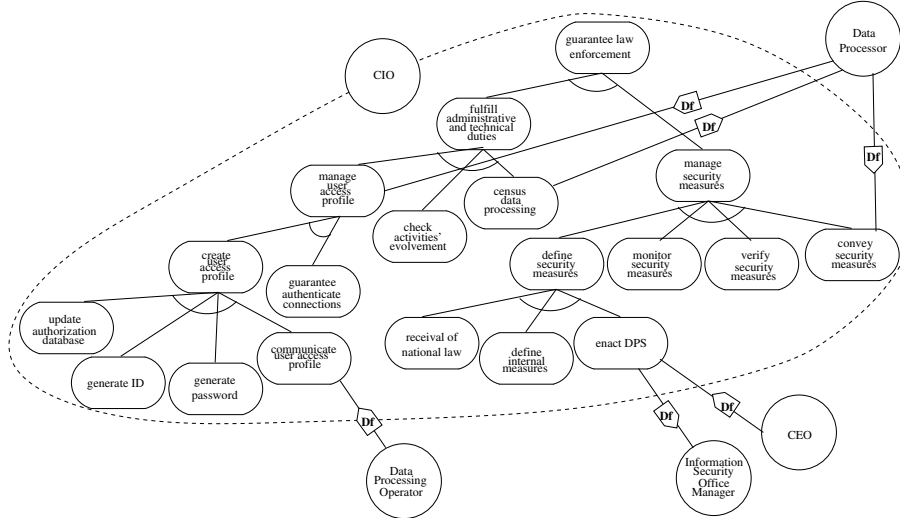 guarantee law
enforcement
Data
Processor
CIO
Df
fulfill
administrative
and technical
duties
Df
Df
manage
user
access
profile
census
data
processing
manage
security
measures
check
activities'
evolvement
create
user
access
profile
guarantee
authenticate
connections
define
security
measures
monitor
security
measures
verify
security
measures
convey
security
measures
update
authorization
database
generate ID
generate
password
communicate
user access
profile
receival of
national law
define
internal
measures
enact DPS
Df
Df
Df
CEO
Data
Processing
Operator
Information
Security
Office
Manager